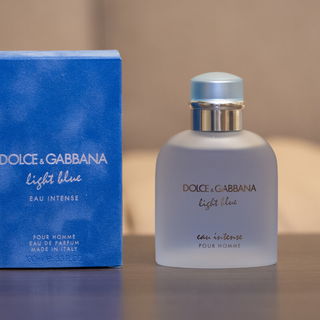 DOLCE & GABBANA
light blue
EAU INTENSE
POUR HOMME
EAU DE PARFUM
MADE IN ITALY
DOLCE & GABBANA
light blue
eau intense
POUR HOMME